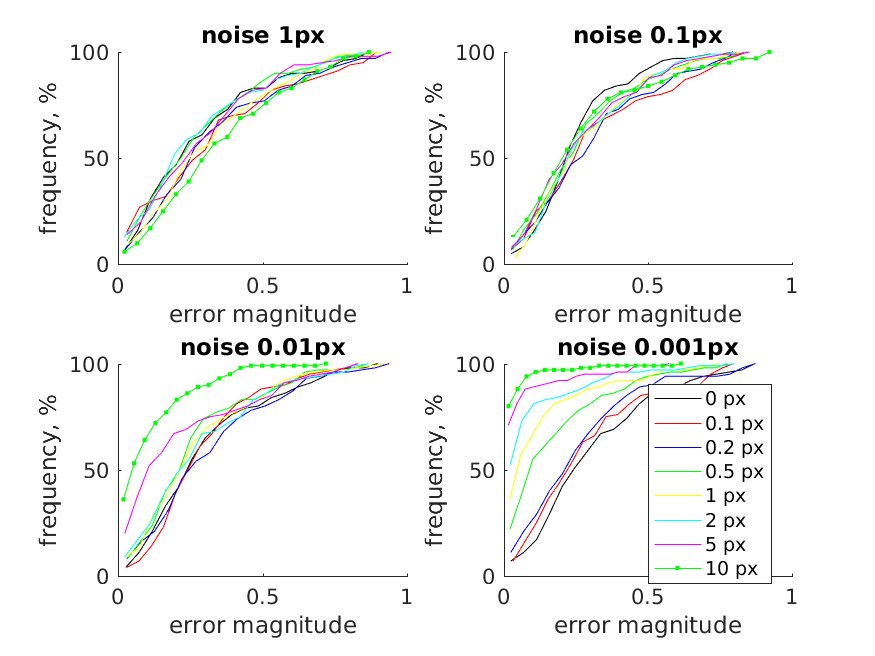 noise 1px
noise 0.1px
100
50
0
frequency, %
0
0.5
1
error magnitude
100
50
0
frequency, %
0
0.5
1
error magnitude
noise 0.01px
noise 0.001px
100
50
0
frequency, %
0
0.5
1
error magnitude
100
50
0
frequency, %
0
0.5
1
error magnitude
0 px
0.1 px
0.2 px
0.5 px
1 px
2 px
5 px
10 px